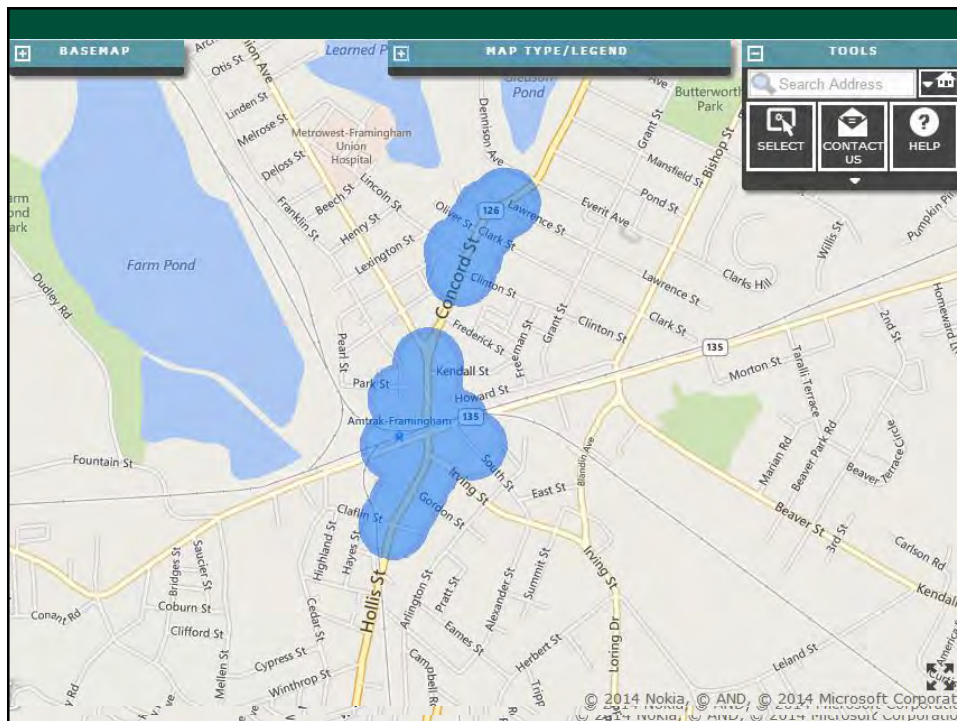 BASEMAP
MAP TYPE/LEGEND
TOOLS
Search Address
SELECT
CONTACT US
HELP
Otis St
Union Ave
Learned
Gleason Pond
Butterworth Park
Linden St
Melrose St
Deloss St
Metrowest-Framingham Union Hospital
Dennison Ave
Grant St
Bishop St
Mansfield St
Pond St
Beech St
Lincoln St
Franklin St
Henry St
Lexington St
Oliver St
126
Lawrence St
Everit Ave
Clark St
Willis St
Pumpkin
Farm Pond
Dudley Rd
Concord St
Clinton St
Clarks Hill
Lawrence St
Clark St
Clinton St
Frederick St
Freeman St
Grant St
Homeward
2nd St
135
Pearl St
Park St
Kendall St
Howard St
135
Morton St
Taralli Terrace
Amtrak-Framingham
Fountain St
South St
Irving St
East St
Blandin Ave
Marian Rd
Beaver Park Rd
Beaver Terrace Circle
Claflin St
Gordon St
Beaver St
3rd St
Carlson Rd
Highland St
Hayes St
Hollis St
Irving St
Kendall
Bridges St
Saucier St
Conant Rd
Coburn St
Clifford St
Mellen St
Cedar St
Arlington St
Pratt St
Alexander St
Summit St
Eames St
Herbert St
Loring Dr
Leland St
America
Cypress St
Winthrop St
Campbell Rd
Tripp
© 2014 Nokia, © AND, © 2014 Microsoft Corporat